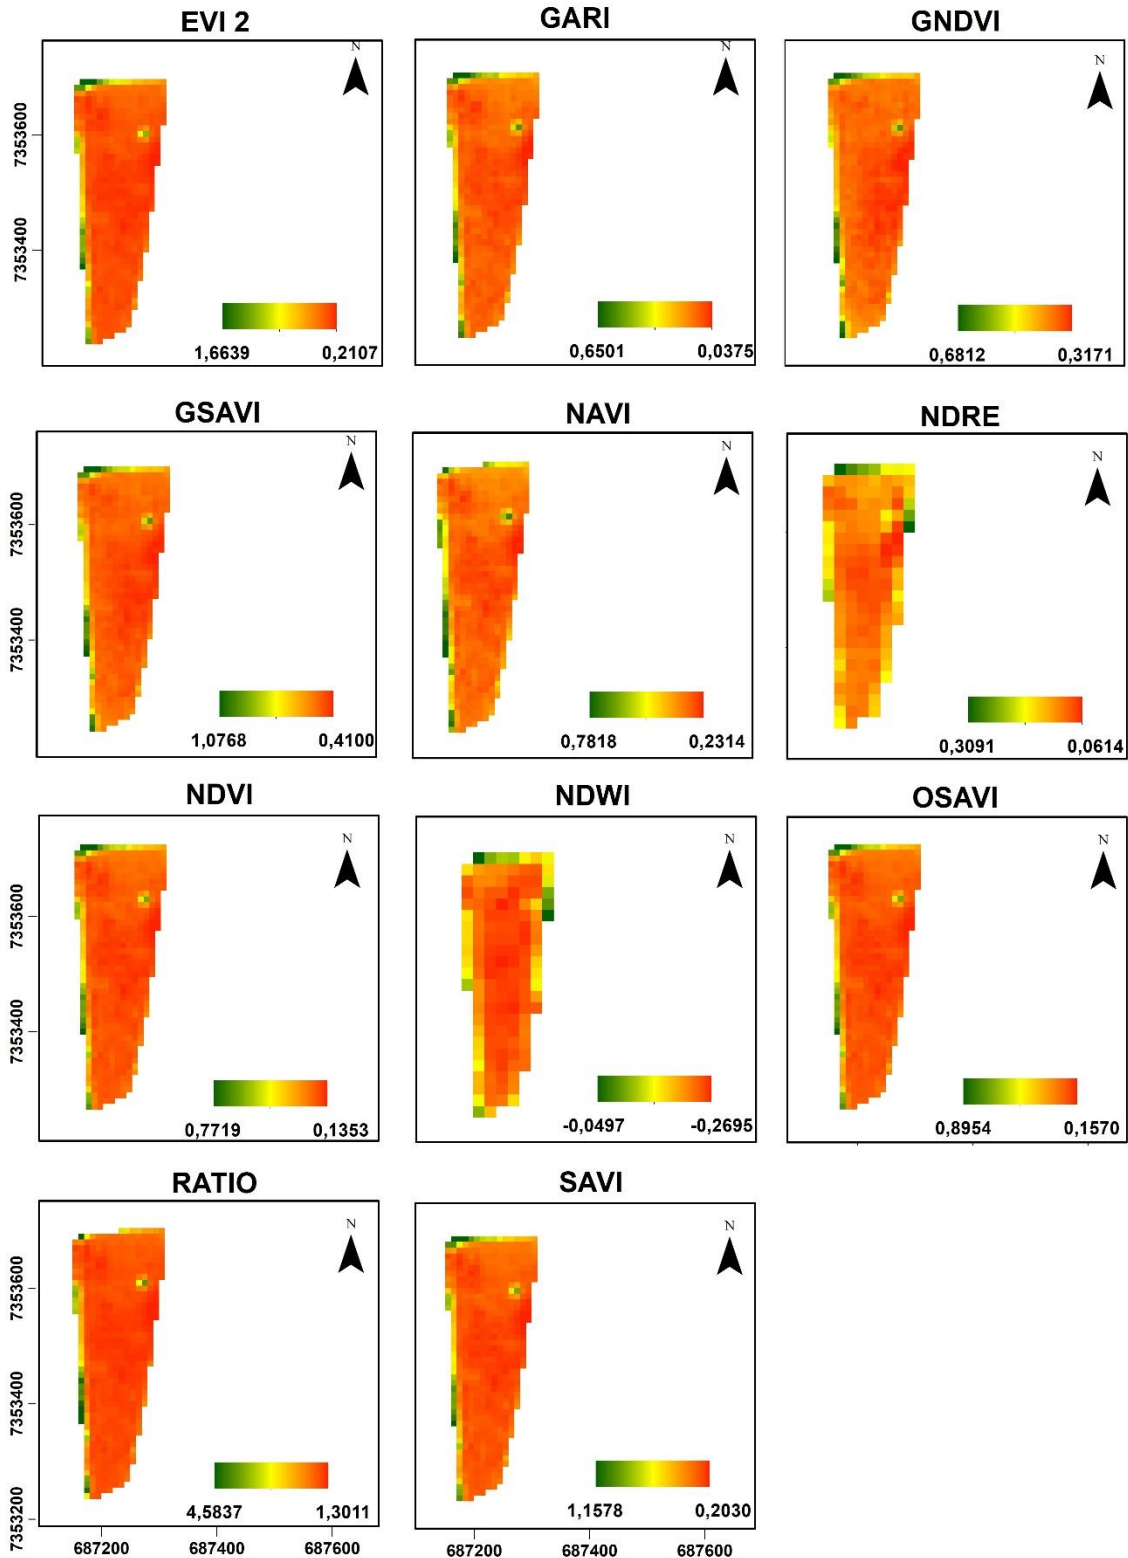 EVI 2
GARI
GNDVI
N
N
N
7353600
7353400
1,6639 0,2107
0,6501 0,0375
0,6812 0,3171
GSAVI
NAVI
NDRE
N
N
N
7353600
7353400
1,0768 0,4100
0,7818 0,2314
0,3091 0,0614
NDVI
NDWI
OSAVI
N
N
N
7353600
7353400
0,7719 0,1353
-0,0497 -0,2695
0,8954 0,1570
RATIO
SAVI
N
N
7353600
7353400
7353200
4,5837 1,3011
1,1578 0,2030
687200 687400 687600
687200 687400 687600